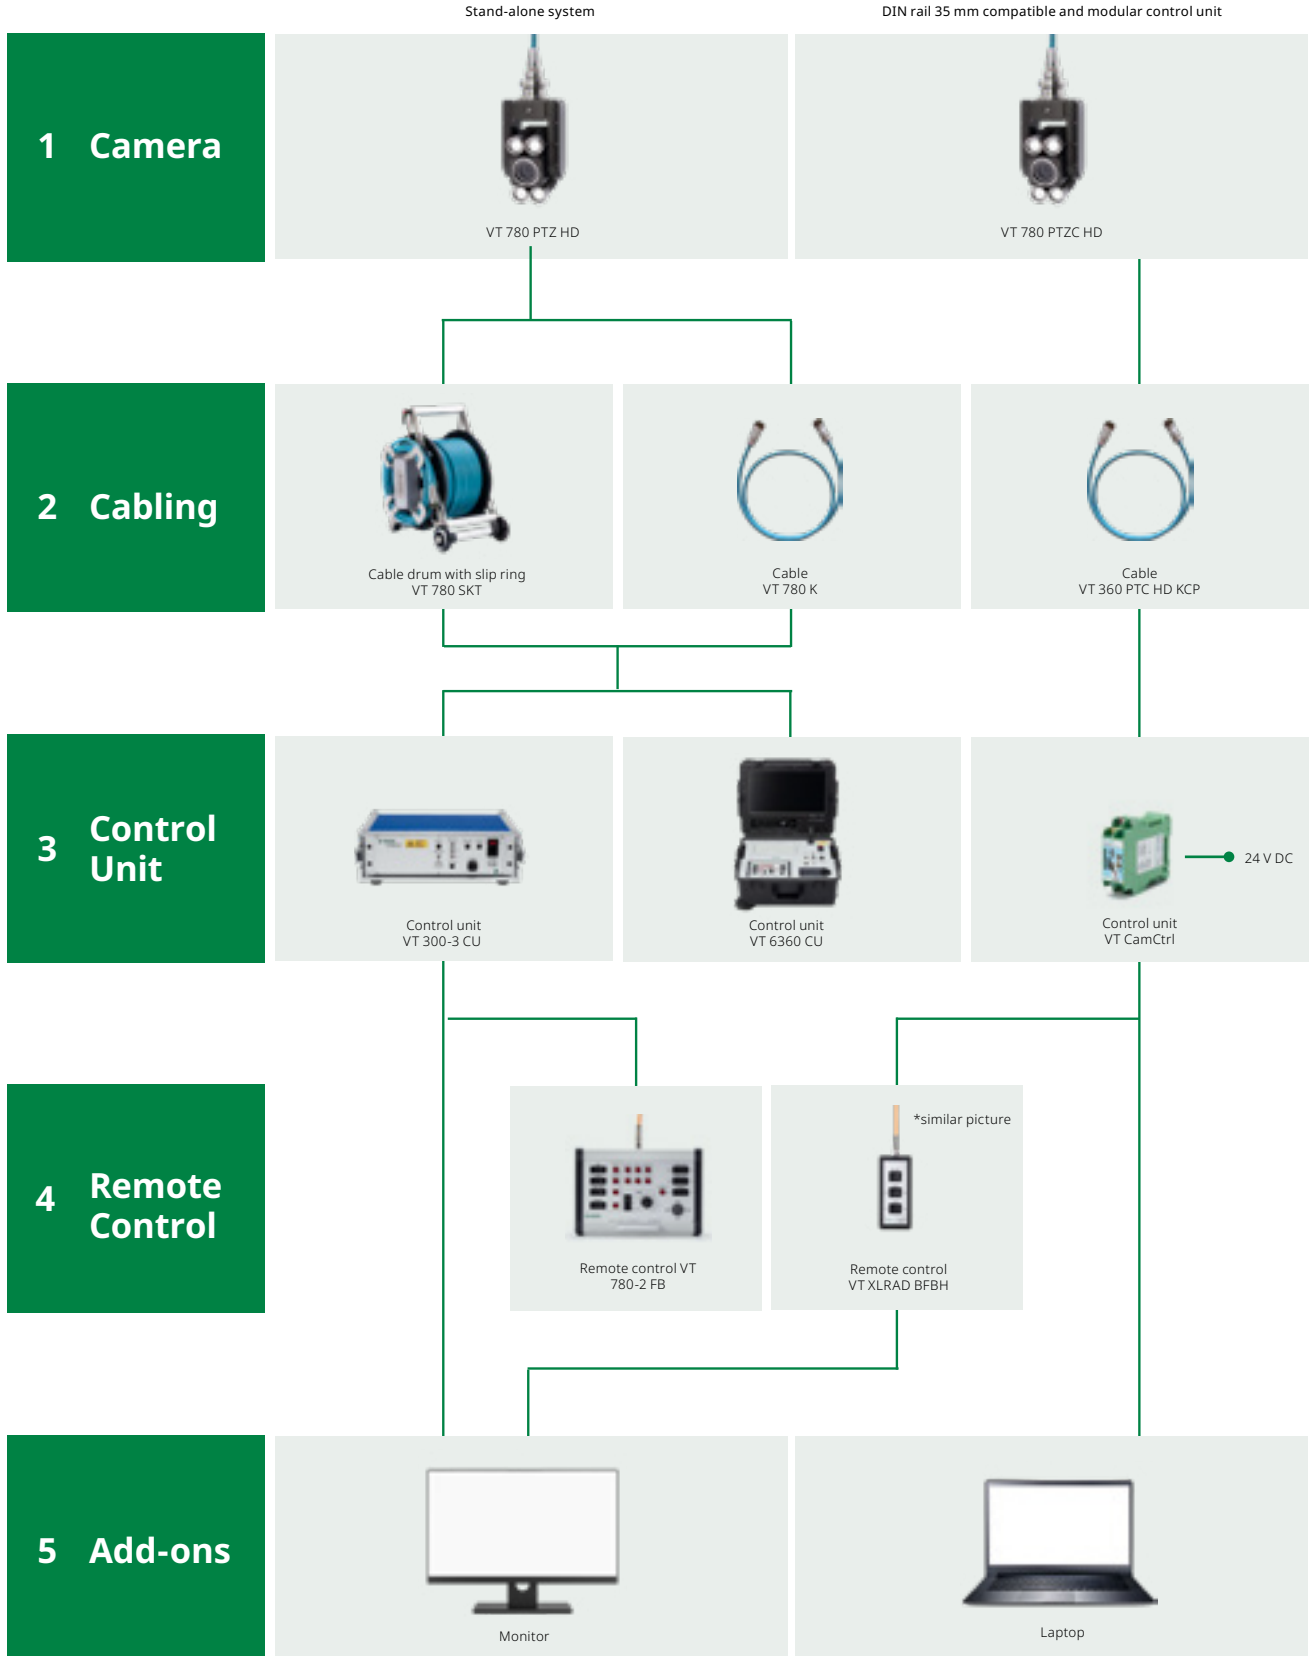 Stand-alone system
DIN rail 35 mm compatible and modular control unit
1 Camera
VT 780 PTZ HD
VT 780 PTZC HD
2 Cabling
Cable drum with slip ring
VT 780 SKT
Cable
VT 780 K
Cable
VT 360 PTC HD KCP
3 Control
Unit
Control unit
VT 300-3 CU
Control unit
VT 6360 CU
24 V DC
Control unit
VT CamCtrl
4 Remote
Control
Remote control VT
780-2 FB
*similar picture
Remote control
VT XLRAD BFBH
5 Add-ons
Monitor
Laptop